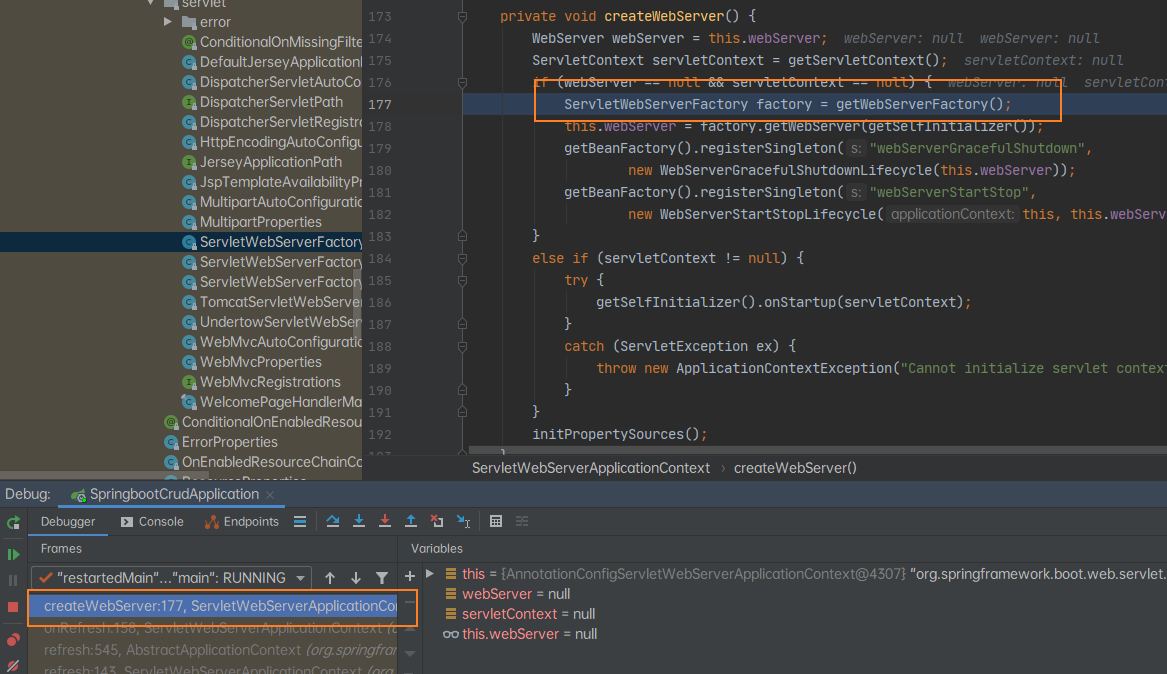 servlet
error
ConditionalOnMissingFilte
DefaultJerseyApplication
DispatcherServletAutoCo
DispatcherServletPath
DispatcherServletRegistra
HttpEncodingAutoConfigu
JerseyApplicationPath
JspTemplateAvailabilityPr
MultipartAutoConfiguratio
MultipartProperties
ServletWebServerFactory
ServletWebServerFactory
ServletWebServerFactory
TomcatServletWebServer
UndertowServletWebSer
WebMvcAutoConfiguratio
WebMvcProperties
WebMvcRegistrations
WelcomePageHandlerMa
ConditionalOnEnabledResou
ErrorProperties
OnEnabledResourceChainCo
ResourceProperties
173 private void createWebServer() {
174 WebServer webServer = this.webServer; webServer: null webServer: null
175 ServletContext servletContext = getServletContext(); servletContext: null
176 if (webServer == null && servletContext == null) { webServer: null servletCont
177 ServletWebServerFactory factory = getWebServerFactory();
178 this.webServer = factory.getWebServer(getSelfInitializer());
179 getBeanFactory().registerSingleton( s: "webServerGracefulShutdown",
180 new WebServerGracefulShutdownLifecycle(this.webServer));
181 getBeanFactory().registerSingleton( s: "webServerStartStop",
182 new WebServerStartStopLifecycle( applicationContext: this, this.webServ
183 }
184 else if (servletContext != null) {
185 try {
186 getSelfInitializer().onStartup(servletContext);
187 }
188 catch (ServletException ex) {
189 throw new ApplicationContextException("Cannot initialize servlet context
190 }
191 }
192 initPropertySources();
193 }
ServletWebServerApplicationContext › createWebServer()
Debug: SpringbootCrudApplication ×
Debugger Console Endpoints
Frames Variables
"restartedMain"..."main": RUNNING
createWebServer:177, ServletWebServerApplicationCo
onRefresh:158, ServletWebServerApplicationContext (o
refresh:545, AbstractApplicationContext (org.springfran
refresh:143, ServletWebServerApplicationContext (org
this = {AnnotationConfigServletWebServerApplicationContext@4307} "org.springframework.boot.web.servlet.
webServer = null
servletContext = null
this.webServer = null